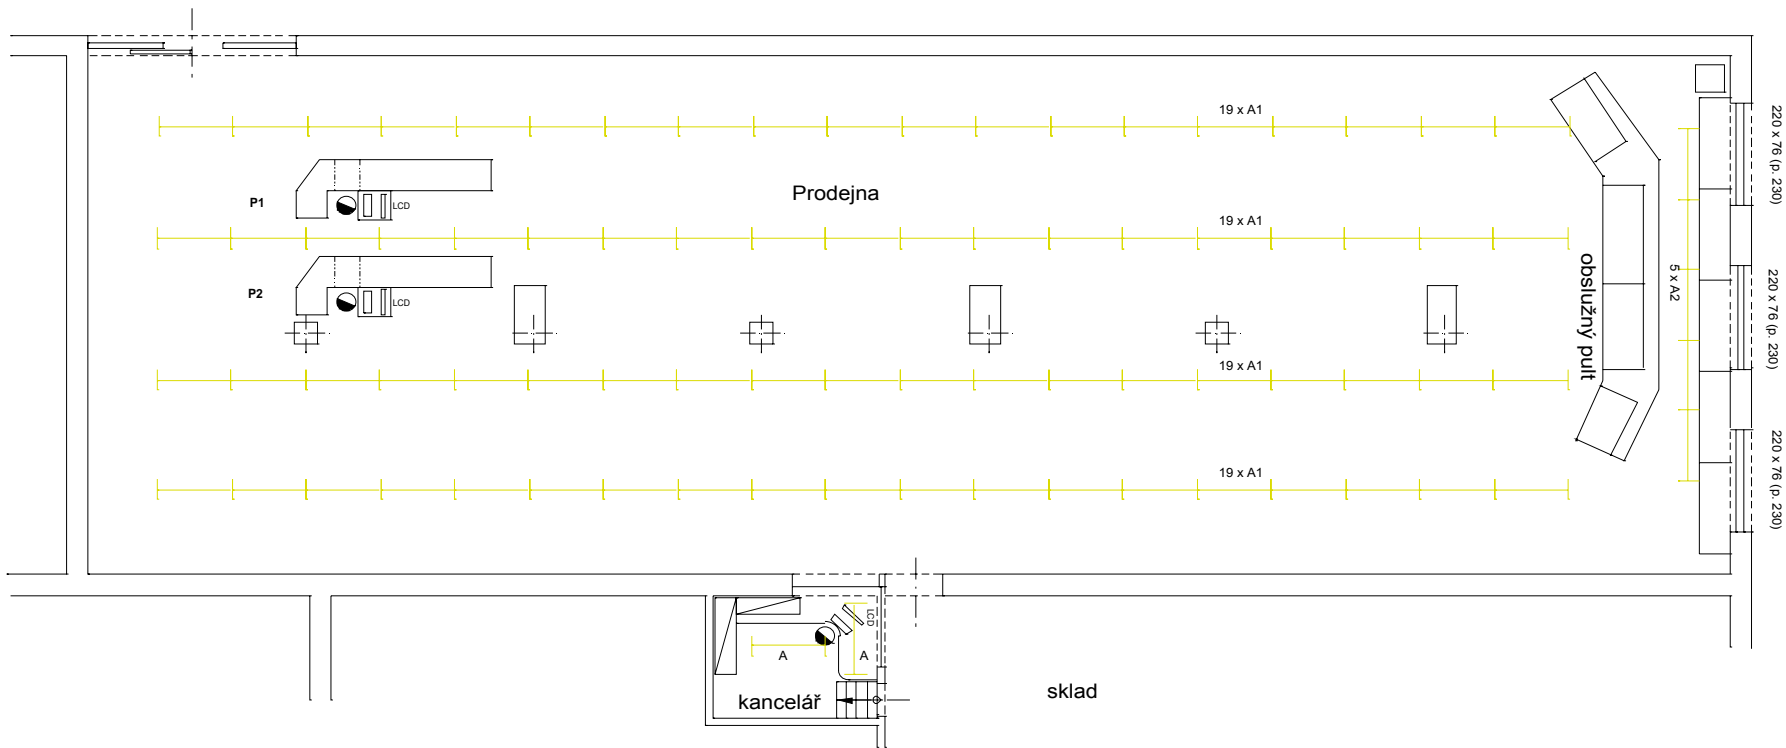 19 x A1
220 x 76 (p. 230)
P1
LCD
Prodejna
19 x A1
P2
LCD
obslužný pult
5 x A2
220 x 76 (p. 230)
19 x A1
19 x A1
220 x 76 (p. 230)
LCD
A
A
kancelář
sklad